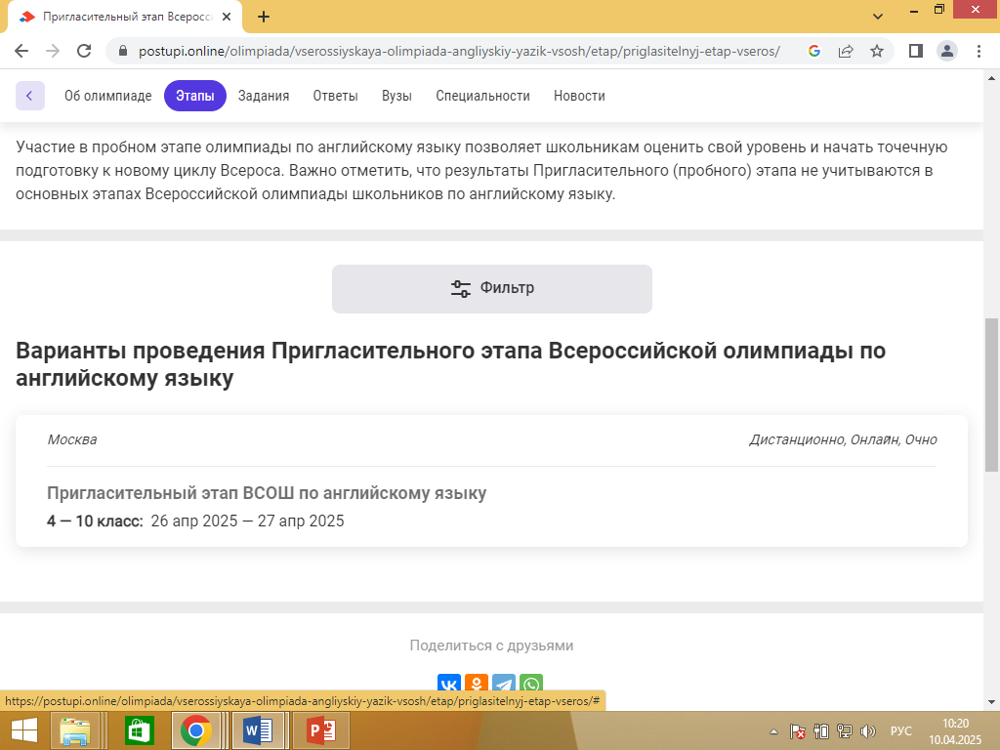 Пригласительный этап Всеросс
postupi.online/olimpiada/vserossiyskaya-olimpiada-angliyskiy-yazik-vsosh/etap/priglasitelnyj-etap-vseros/
Об олимпиаде Этапы Задания Ответы Вузы Специальности Новости
Участие в пробном этапе олимпиады по английскому языку позволяет школьникам оценить свой уровень и начать точечную
подготовку к новому циклу Всероса. Важно отметить, что результаты Пригласительного (пробного) этапа не учитываются в
основных этапах Всероссийской олимпиады школьников по английскому языку.
Фильтр
Варианты проведения Пригласительного этапа Всероссийской олимпиады по
английскому языку
Москва Дистанционно, Онлайн, Очно
Пригласительный этап ВСОШ по английскому языку
4 — 10 класс: 26 апр 2025 — 27 апр 2025
Поделиться с друзьями
https://postupi.online/olimpiada/vserossiyskaya-olimpiada-angliyskiy-yazik-vsosh/etap/priglasitelnyj-etap-vseros/#
РУС
10:20
10.04.2025